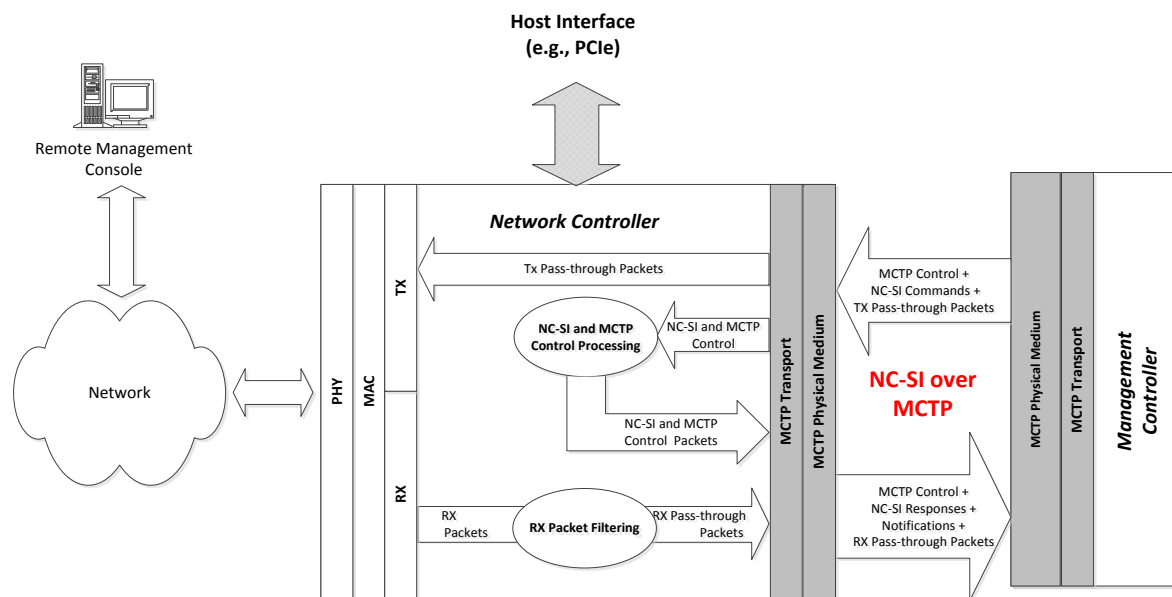 Host Interface
(e.g., PCIe)
Remote Management
Console
Network
PHY
MAC
TX
RX
Network Controller
Tx Pass-through Packets
NC-SI and MCTP
Control Processing
NC-SI and MCTP
Control
NC-SI and MCTP
Control Packets
RX
Packets
RX Packet Filtering
RX Pass-through
Packets
MCTP Transport
MCTP Physical Medium
MCTP Control +
NC-SI Commands +
TX Pass-through Packets
NC-SI over
MCTP
MCTP Control +
NC-SI Responses +
Notifications +
RX Pass-through Packets
MCTP Physical Medium
MCTP Transport
Management
Controller